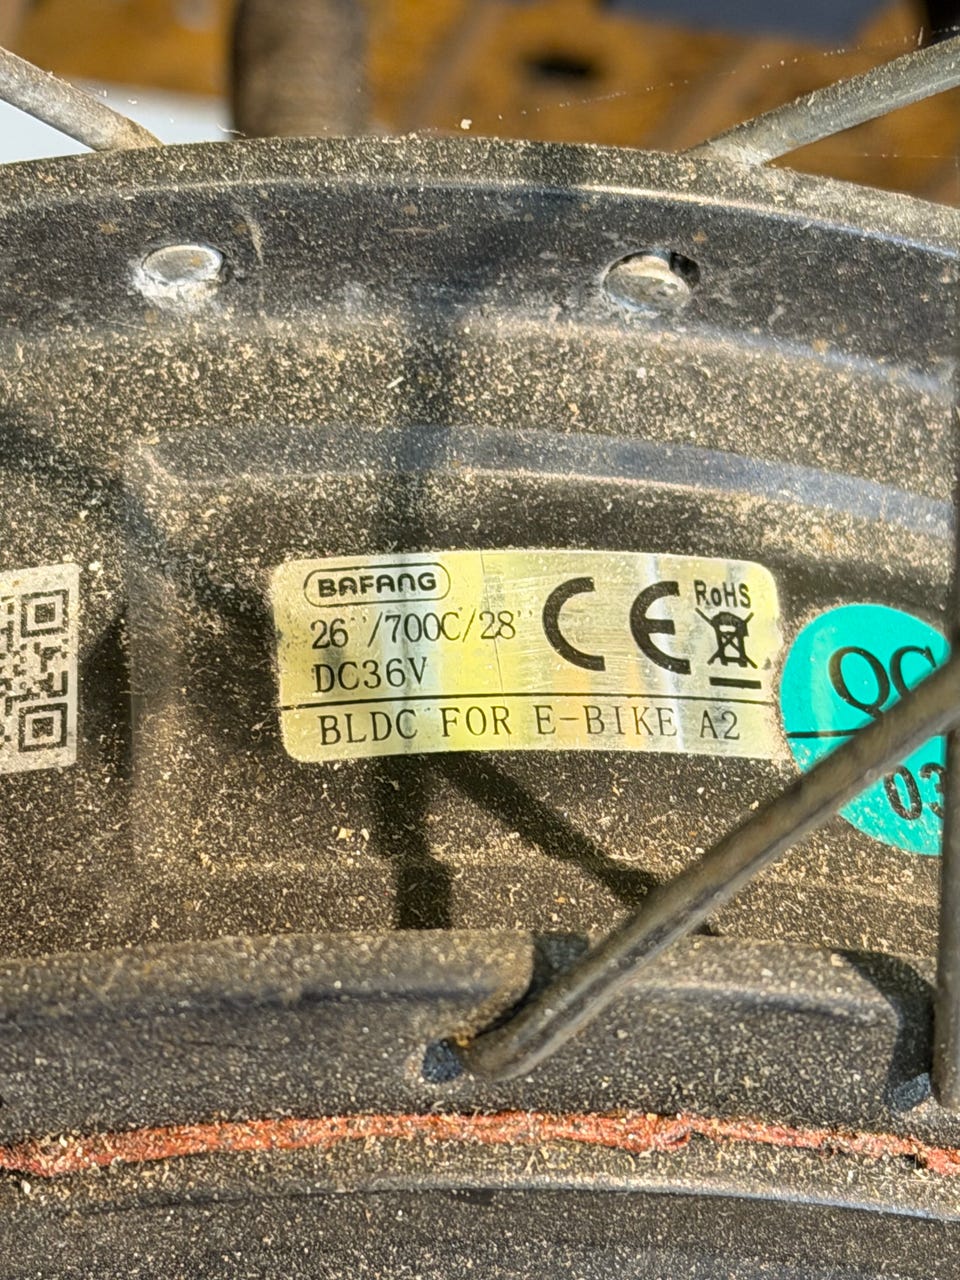 BAFANG
26''/700C/28''
DC36V
CE
RoHS
BLDC FOR E-BIKE A2
QC
03